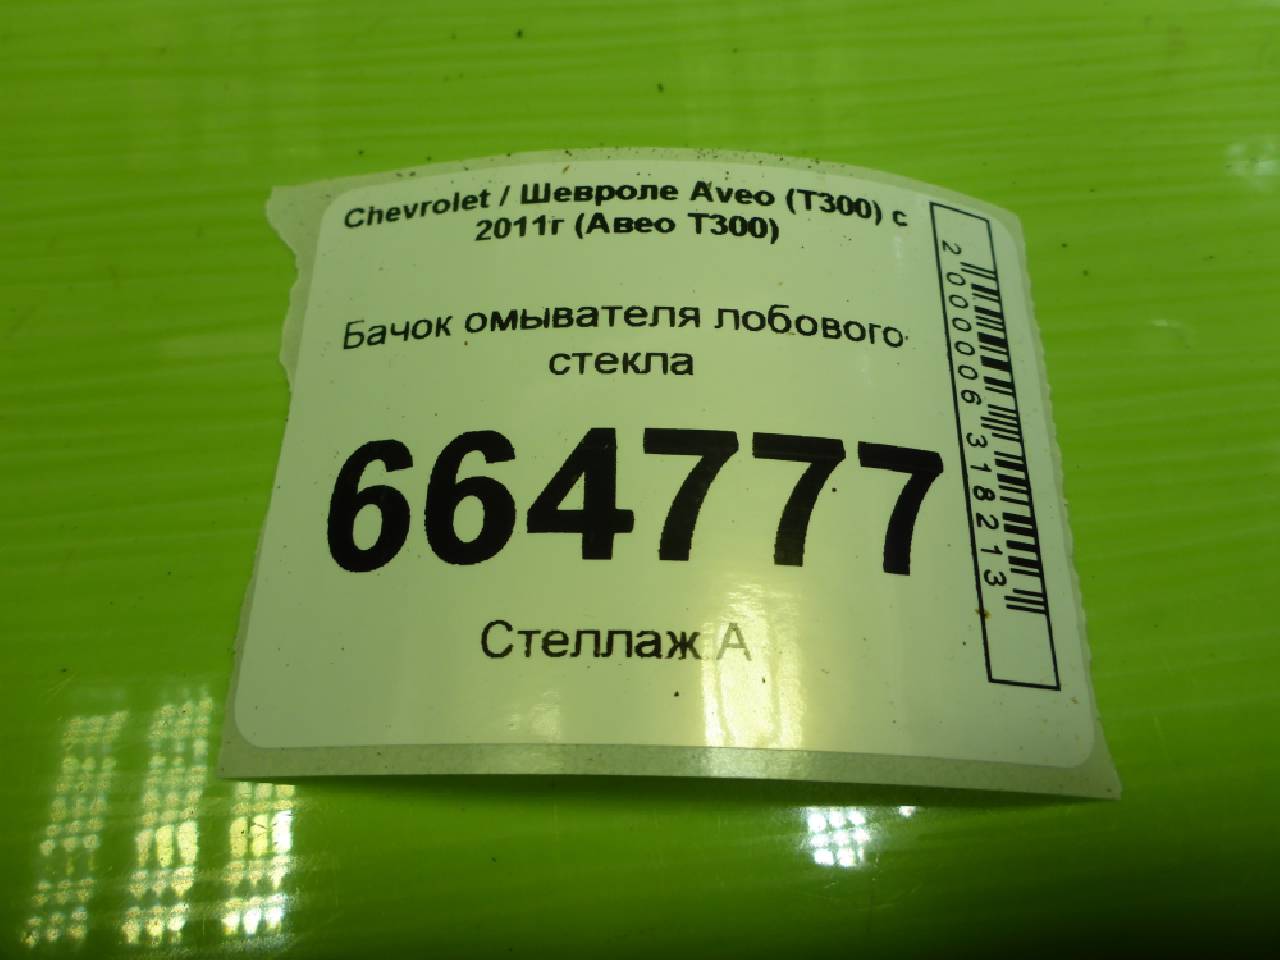 Chevrolet / Шевроле Aveo (T300) с
2011г (Авео Т300)
Бачок омывателя лобового
стекла
664777
Стеллаж А
2000006318213